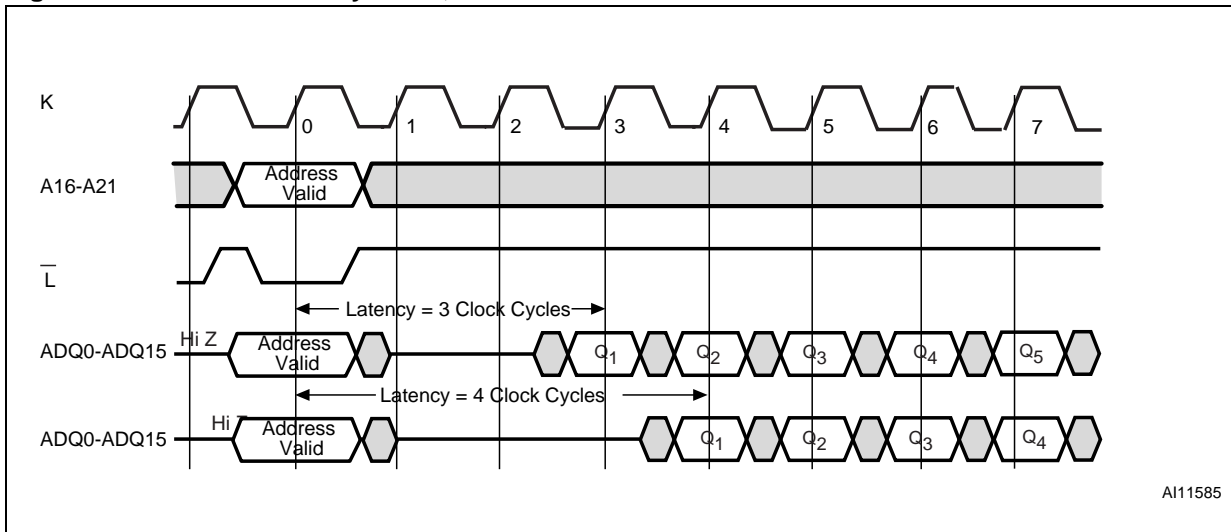 K
0 1 2 3 4 5 6 7
A16-A21
Address
Valid
L
Latency = 3 Clock Cycles
Hi Z
ADQ0-ADQ15
Address
Valid
Q1 Q2 Q3 Q4 Q5
Latency = 4 Clock Cycles
Hi
ADQ0-ADQ15
Address
Valid
Q1 Q2 Q3 Q4
AI11585